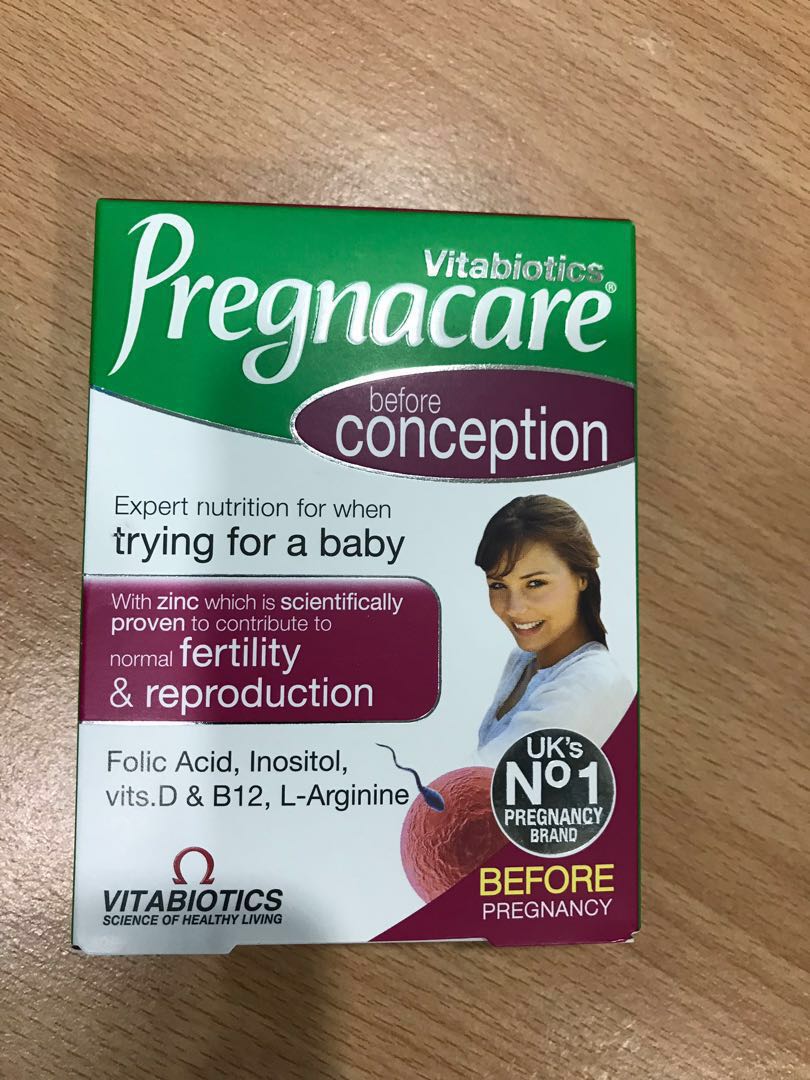 Vitabiotics
Pregnacare®
before
conception
Expert nutrition for when
trying for a baby
With zinc which is scientifically
proven to contribute to
normal fertility
& reproduction
Folic Acid, Inositol,
vits.D & B12, L-Arginine
UK's
Nº1
PREGNANCY
BRAND
BEFORE
PREGNANCY
VITABIOTICS
SCIENCE OF HEALTHY LIVING